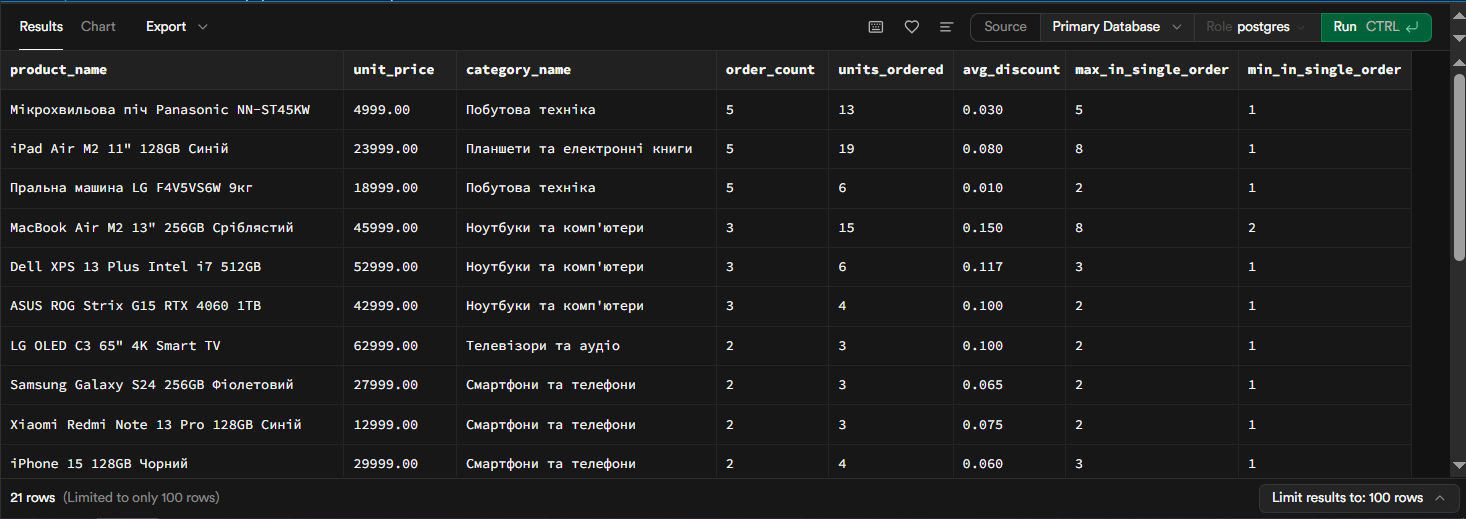 Results Chart Export Source Primary Database Role postgres Run CTRL
product_name unit_price category_name order_count units_ordered avg_discount max_in_single_order min_in_single_order
Мікрохвильова піч Panasonic NN-ST45KW 4999.00 Побутова техніка 5 13 0.030 5 1
iPad Air M2 11" 128GB Синій 23999.00 Планшети та електронні книги 5 19 0.080 8 1
Пральна машина LG F4V5VS6W 9кг 18999.00 Побутова техніка 5 6 0.010 2 1
MacBook Air M2 13" 256GB Сріблястий 45999.00 Ноутбуки та комп'ютери 3 15 0.150 8 2
Dell XPS 13 Plus Intel i7 512GB 52999.00 Ноутбуки та комп'ютери 3 6 0.117 3 1
ASUS ROG Strix G15 RTX 4060 1TB 42999.00 Ноутбуки та комп'ютери 3 4 0.100 2 1
LG OLED C3 65" 4K Smart TV 62999.00 Телевізори та аудіо 2 3 0.100 2 1
Samsung Galaxy S24 256GB Фіолетовий 27999.00 Смартфони та телефони 2 3 0.065 2 1
Xiaomi Redmi Note 13 Pro 128GB Синій 12999.00 Смартфони та телефони 2 3 0.075 2 1
iPhone 15 128GB Чорний 29999.00 Смартфони та телефони 2 4 0.060 3 1
21 rows (Limited to only 100 rows) Limit results to: 100 rows